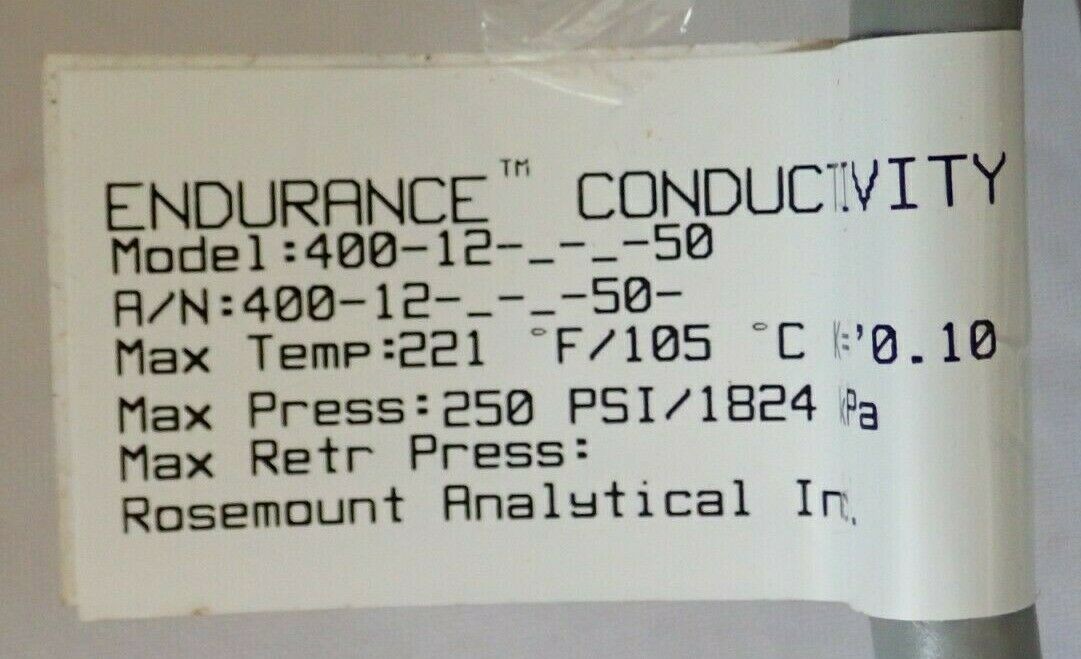 ENDURANCE™ CONDUCTIVITY
Model:400-12-_-_-50
A/N:400-12-_-_-50-
Max Temp:221 °F/105 °C K='0.10
Max Press:250 PSI/1824 kPa
Max Retr Press:
Rosemount Analytical Inc.